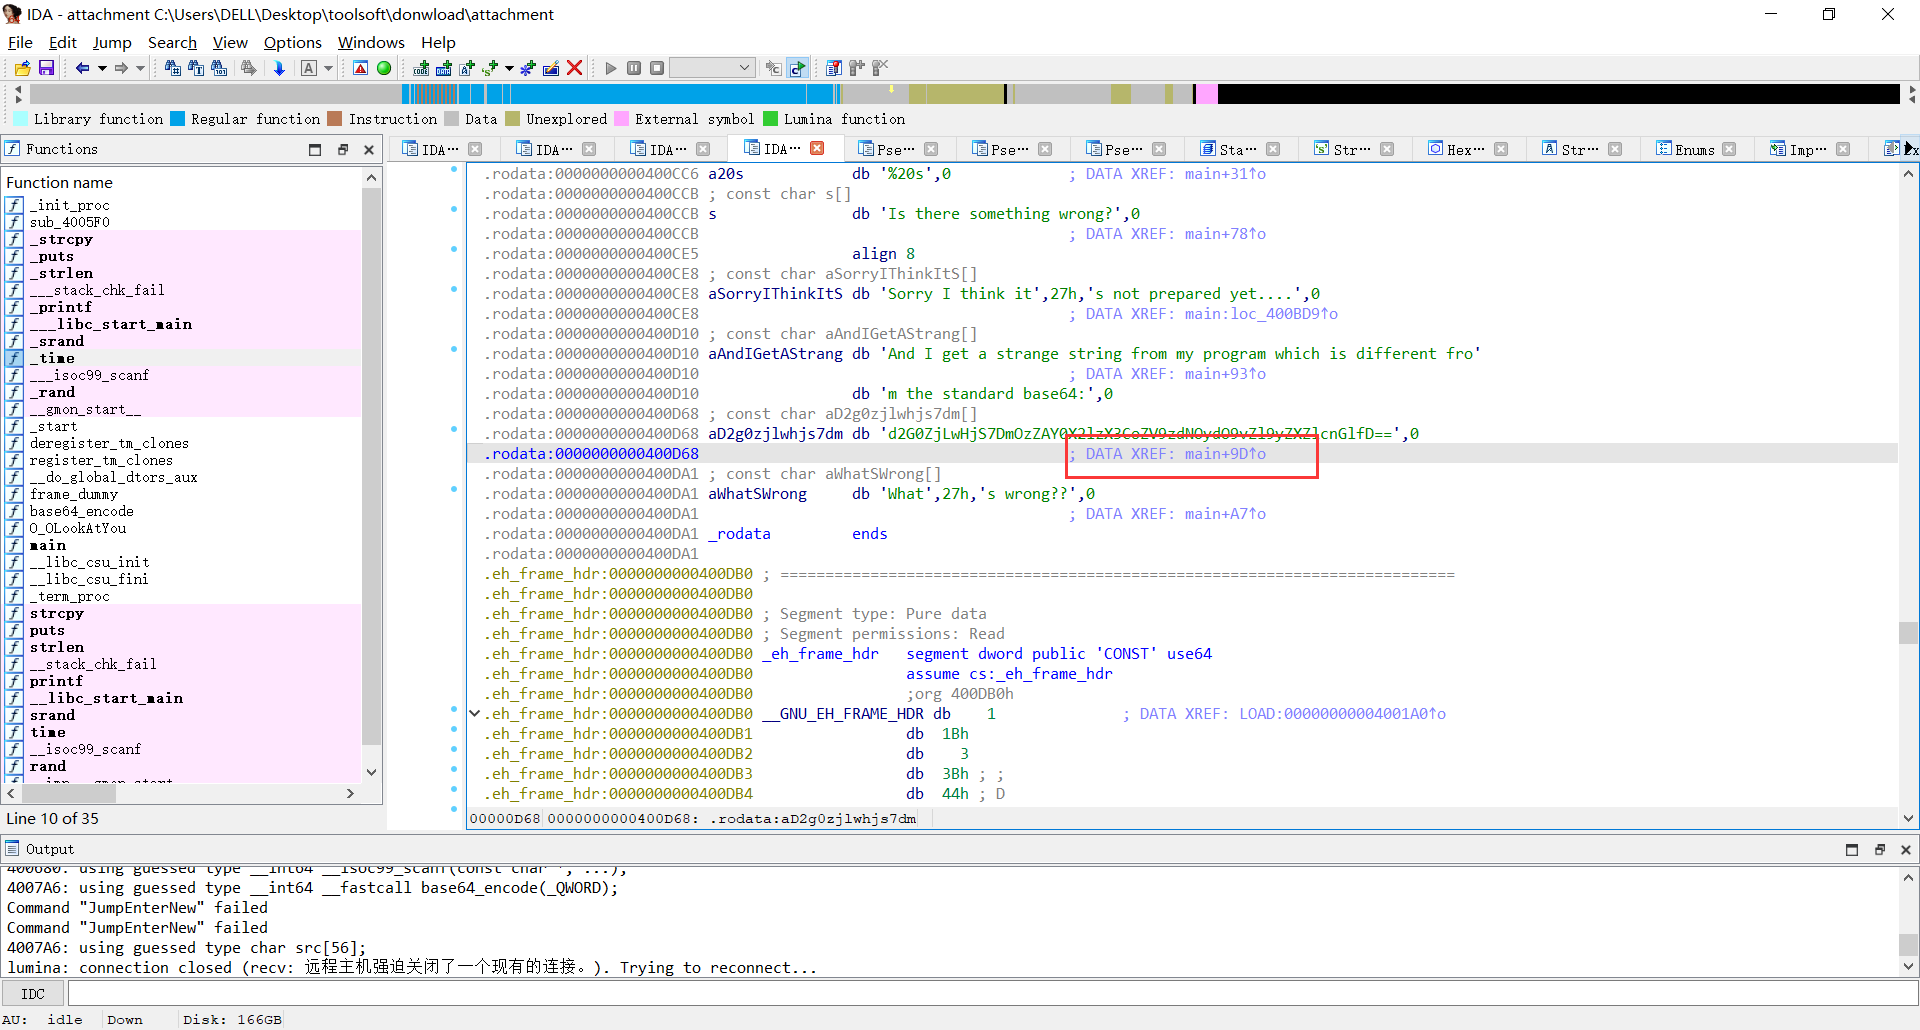 IDA - attachment C:\Users\DELL\Desktop\toolsoft\donwload\attachment
File Edit Jump Search View Options Windows Help
Library function Regular function Instruction Data Unexplored External symbol Lumina function
Functions
IDA··· IDA··· IDA··· IDA··· Pse··· Pse··· Pse··· Sta··· Str··· Hex··· Str··· Enums Imp···
Function name
_init_proc
sub_4005F0
_strcpy
_puts
_strlen
___stack_chk_fail
_printf
___libc_start_main
_srand
_time
___isoc99_scanf
_rand
__gmon_start__
_start
deregister_tm_clones
register_tm_clones
__do_global_dtors_aux
frame_dummy
base64_encode
O_OLookAtYou
main
__libc_csu_init
__libc_csu_fini
_term_proc
strcpy
puts
strlen
__stack_chk_fail
printf
__libc_start_main
srand
time
__isoc99_scanf
rand
Line 10 of 35
.rodata:0000000000400CC6 a20s db '%20s',0 ; DATA XREF: main+31↑o
.rodata:0000000000400CCB ; const char s[]
.rodata:0000000000400CCB s db 'Is there something wrong?',0
.rodata:0000000000400CCB ; DATA XREF: main+78↑o
.rodata:0000000000400CE5 align 8
.rodata:0000000000400CE8 ; const char aSorryIThinkItS[]
.rodata:0000000000400CE8 aSorryIThinkItS db 'Sorry I think it',27h,'s not prepared yet....',0
.rodata:0000000000400CE8 ; DATA XREF: main:loc_400BD9↑o
.rodata:0000000000400D10 ; const char aAndIGetAStrang[]
.rodata:0000000000400D10 aAndIGetAStrang db 'And I get a strange string from my program which is different fro'
.rodata:0000000000400D10 ; DATA XREF: main+93↑o
.rodata:0000000000400D10 db 'm the standard base64:',0
.rodata:0000000000400D68 ; const char aD2g0zjlwhjs7dm[]
.rodata:0000000000400D68 aD2g0zjlwhjs7dm db
.rodata:0000000000400D68 ; DATA XREF: main+9D↑o
.rodata:0000000000400DA1 ; const char aWhatSWrong[]
.rodata:0000000000400DA1 aWhatSWrong db 'What',27h,'s wrong??',0
.rodata:0000000000400DA1 ; DATA XREF: main+A7↑o
.rodata:0000000000400DA1 _rodata ends
.rodata:0000000000400DA1
.eh_frame_hdr:0000000000400DB0 ; ===========================================================================
.eh_frame_hdr:0000000000400DB0
.eh_frame_hdr:0000000000400DB0 ; Segment type: Pure data
.eh_frame_hdr:0000000000400DB0 ; Segment permissions: Read
.eh_frame_hdr:0000000000400DB0 _eh_frame_hdr segment dword public 'CONST' use64
.eh_frame_hdr:0000000000400DB0 assume cs:_eh_frame_hdr
.eh_frame_hdr:0000000000400DB0 ;org 400DB0h
.eh_frame_hdr:0000000000400DB0 __GNU_EH_FRAME_HDR db 1 ; DATA XREF: LOAD:00000000004001A0↑o
.eh_frame_hdr:0000000000400DB1 db 1Bh
.eh_frame_hdr:0000000000400DB2 db 3
.eh_frame_hdr:0000000000400DB3 db 3Bh ; ;
.eh_frame_hdr:0000000000400DB4 db 44h ; D
00000D68 0000000000400D68: .rodata:aD2g0zjlwhjs7dm
Output
400680: using guessed type __int64 __isoc99_scanf(const char *, ...);
4007A6: using guessed type __int64 __fastcall base64_encode(_QWORD);
Command "JumpEnterNew" failed
Command "JumpEnterNew" failed
4007A6: using guessed type char src[56];
lumina: connection closed (recv: 远程主机强迫关闭了一个现有的连接。). Trying to reconnect...
IDC
AU: idle Down Disk: 166GB